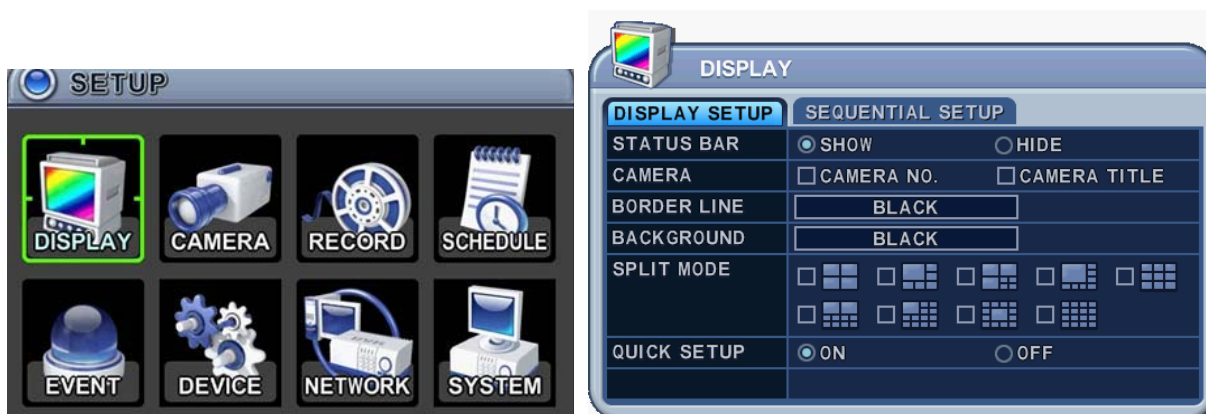 SETUP
DISPLAY CAMERA RECORD SCHEDULE
EVENT DEVICE NETWORK SYSTEM
DISPLAY
DISPLAY SETUP SEQUENTIAL SETUP
STATUS BAR SHOW HIDE
CAMERA CAMERA NO. CAMERA TITLE
BORDER LINE BLACK
BACKGROUND BLACK
SPLIT MODE
QUICK SETUP ON OFF